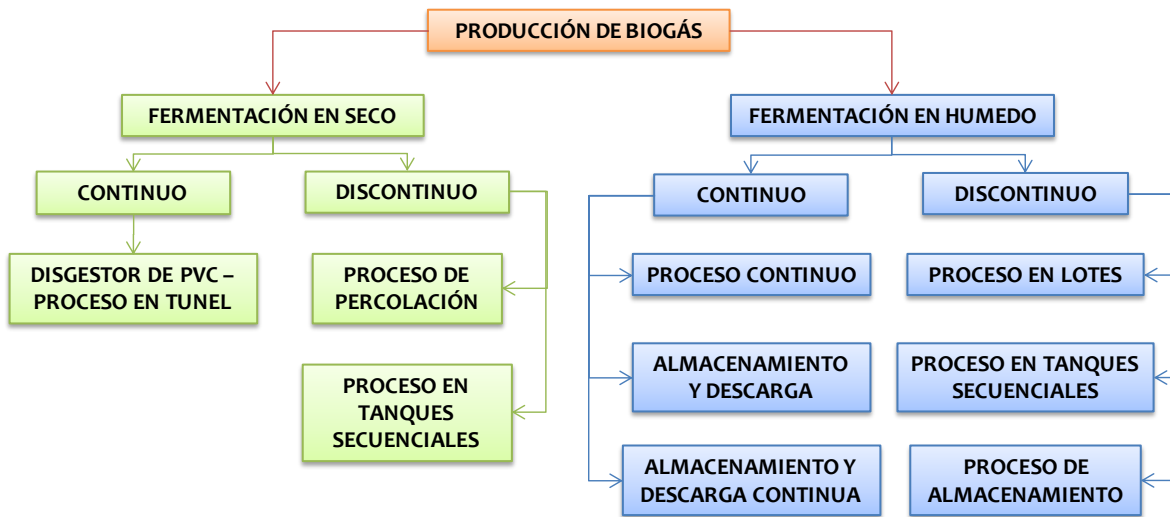 PRODUCCIÓN DE BIOGÁS
FERMENTACIÓN EN SECO
FERMENTACIÓN EN HUMEDO
CONTINUO
DISCONTINUO
CONTINUO
DISCONTINUO
DISGESTOR DE PVC –
PROCESO EN TUNEL
PROCESO DE
PERCOLACIÓN
PROCESO CONTINUO
PROCESO EN LOTES
PROCESO EN
TANQUES
SECUENCIALES
ALMACENAMIENTO
Y DESCARGA
PROCESO EN TANQUES
SECUENCIALES
ALMACENAMIENTO Y
DESCARGA CONTINUA
PROCESO DE
ALMACENAMIENTO